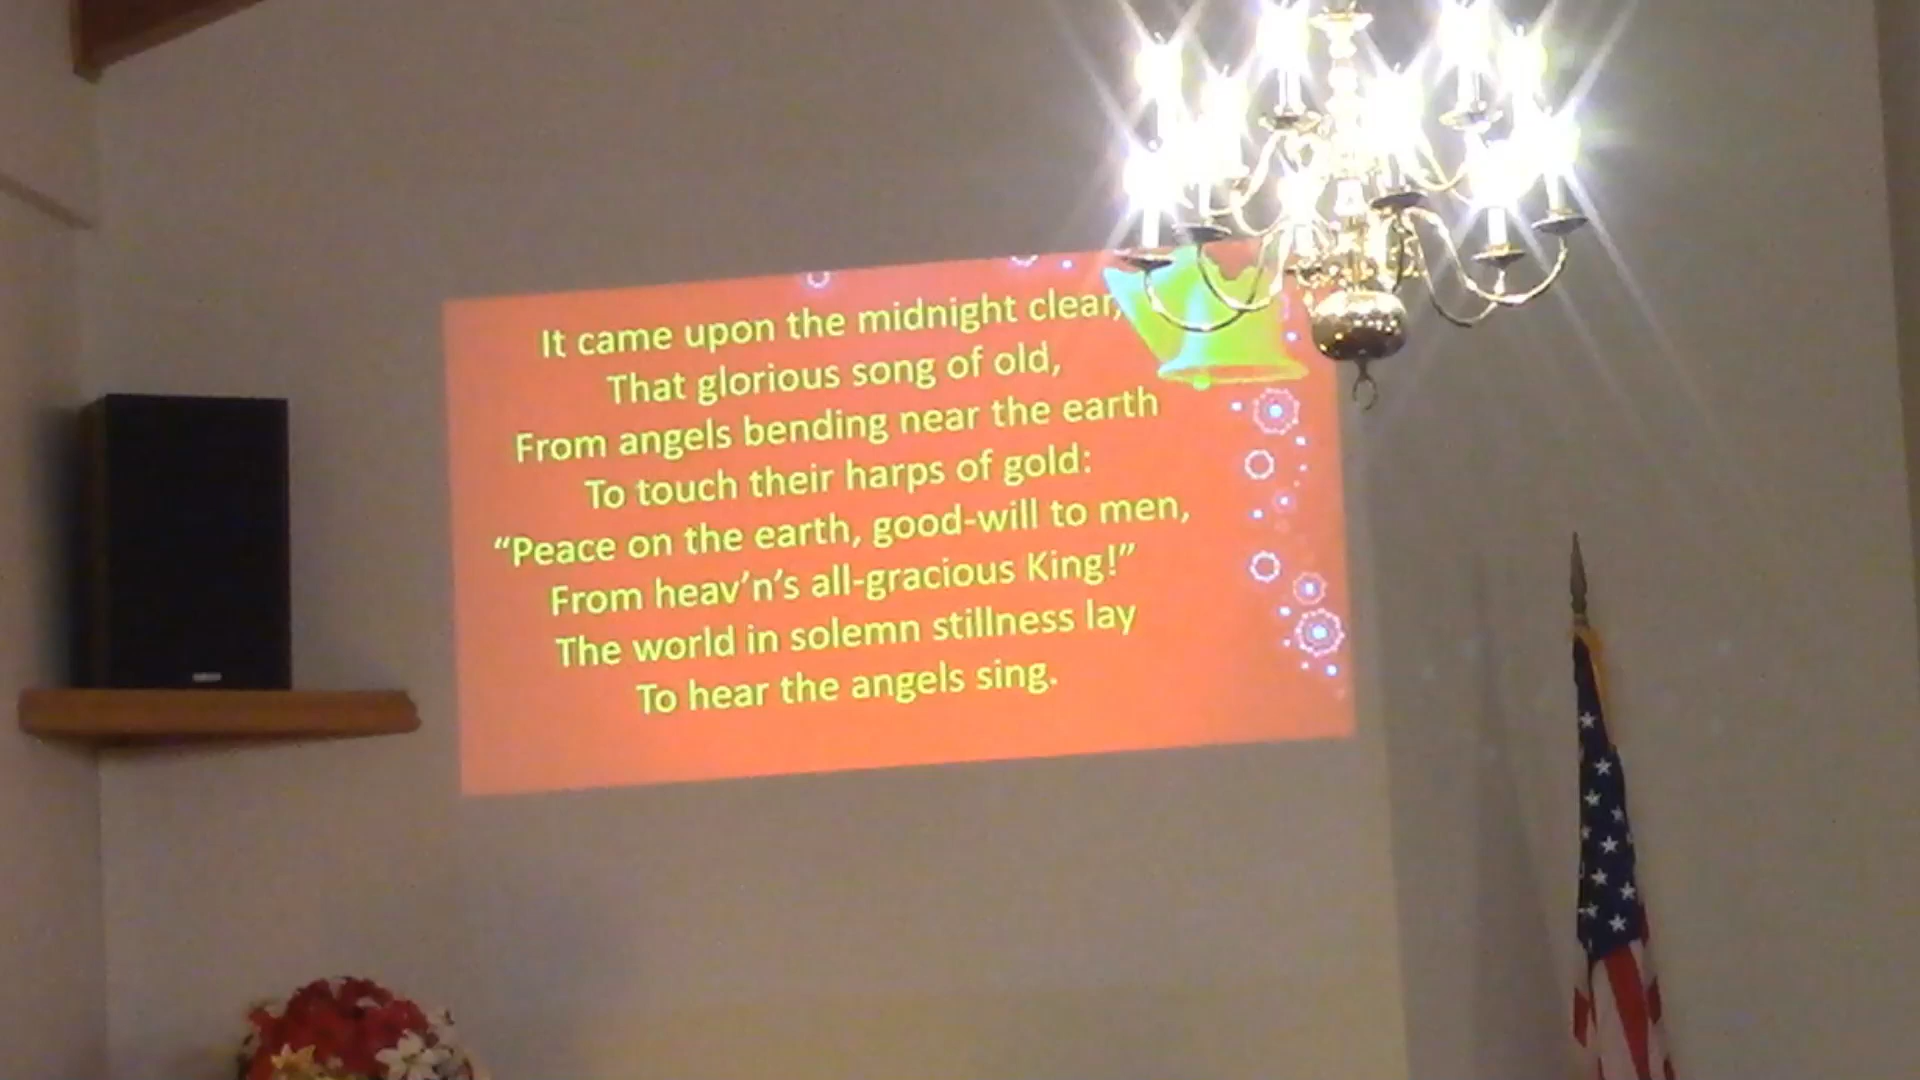 It came upon the midnight clear,
That glorious song of old,
From angels bending near the earth
To touch their harps of gold:
“Peace on the earth, good-will to men,
From heav’n’s all-gracious King!”
The world in solemn stillness lay
To hear the angels sing.